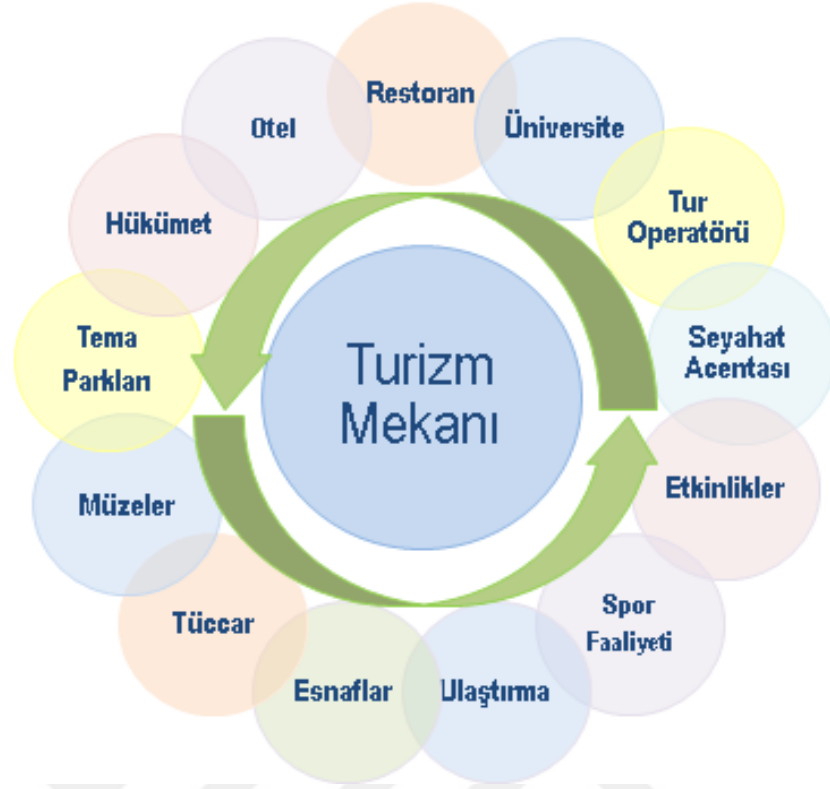 Restoran
Üniversite
Tur
Operatörü
Seyahat
Acentası
Etkinlikler
Spor
Faaliyeti
Ulaştırma
Esnaflar
Tüccar
Müzeler
Tema
Parkları
Hükümet
Otel
Turizm
Mekanı